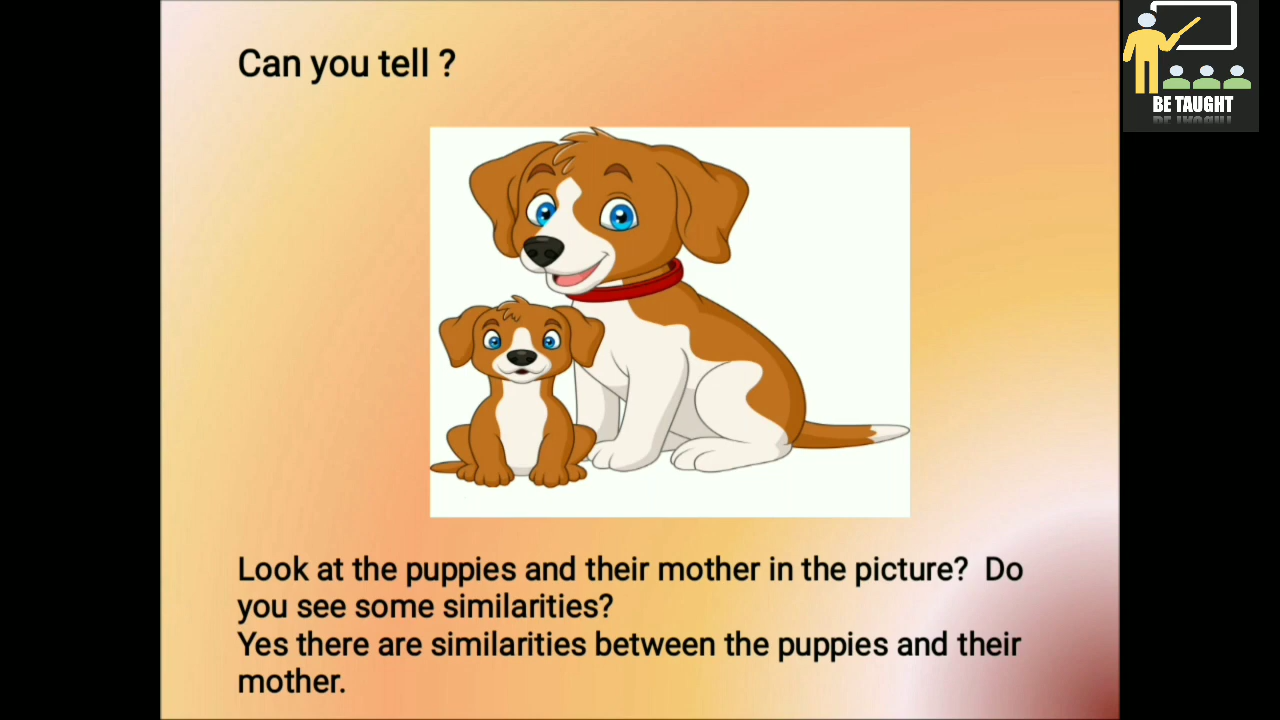 Can you tell ?
BE TAUGHT
Look at the puppies and their mother in the picture?  Do
you see some similarities?
Yes there are similarities between the puppies and their
mother.